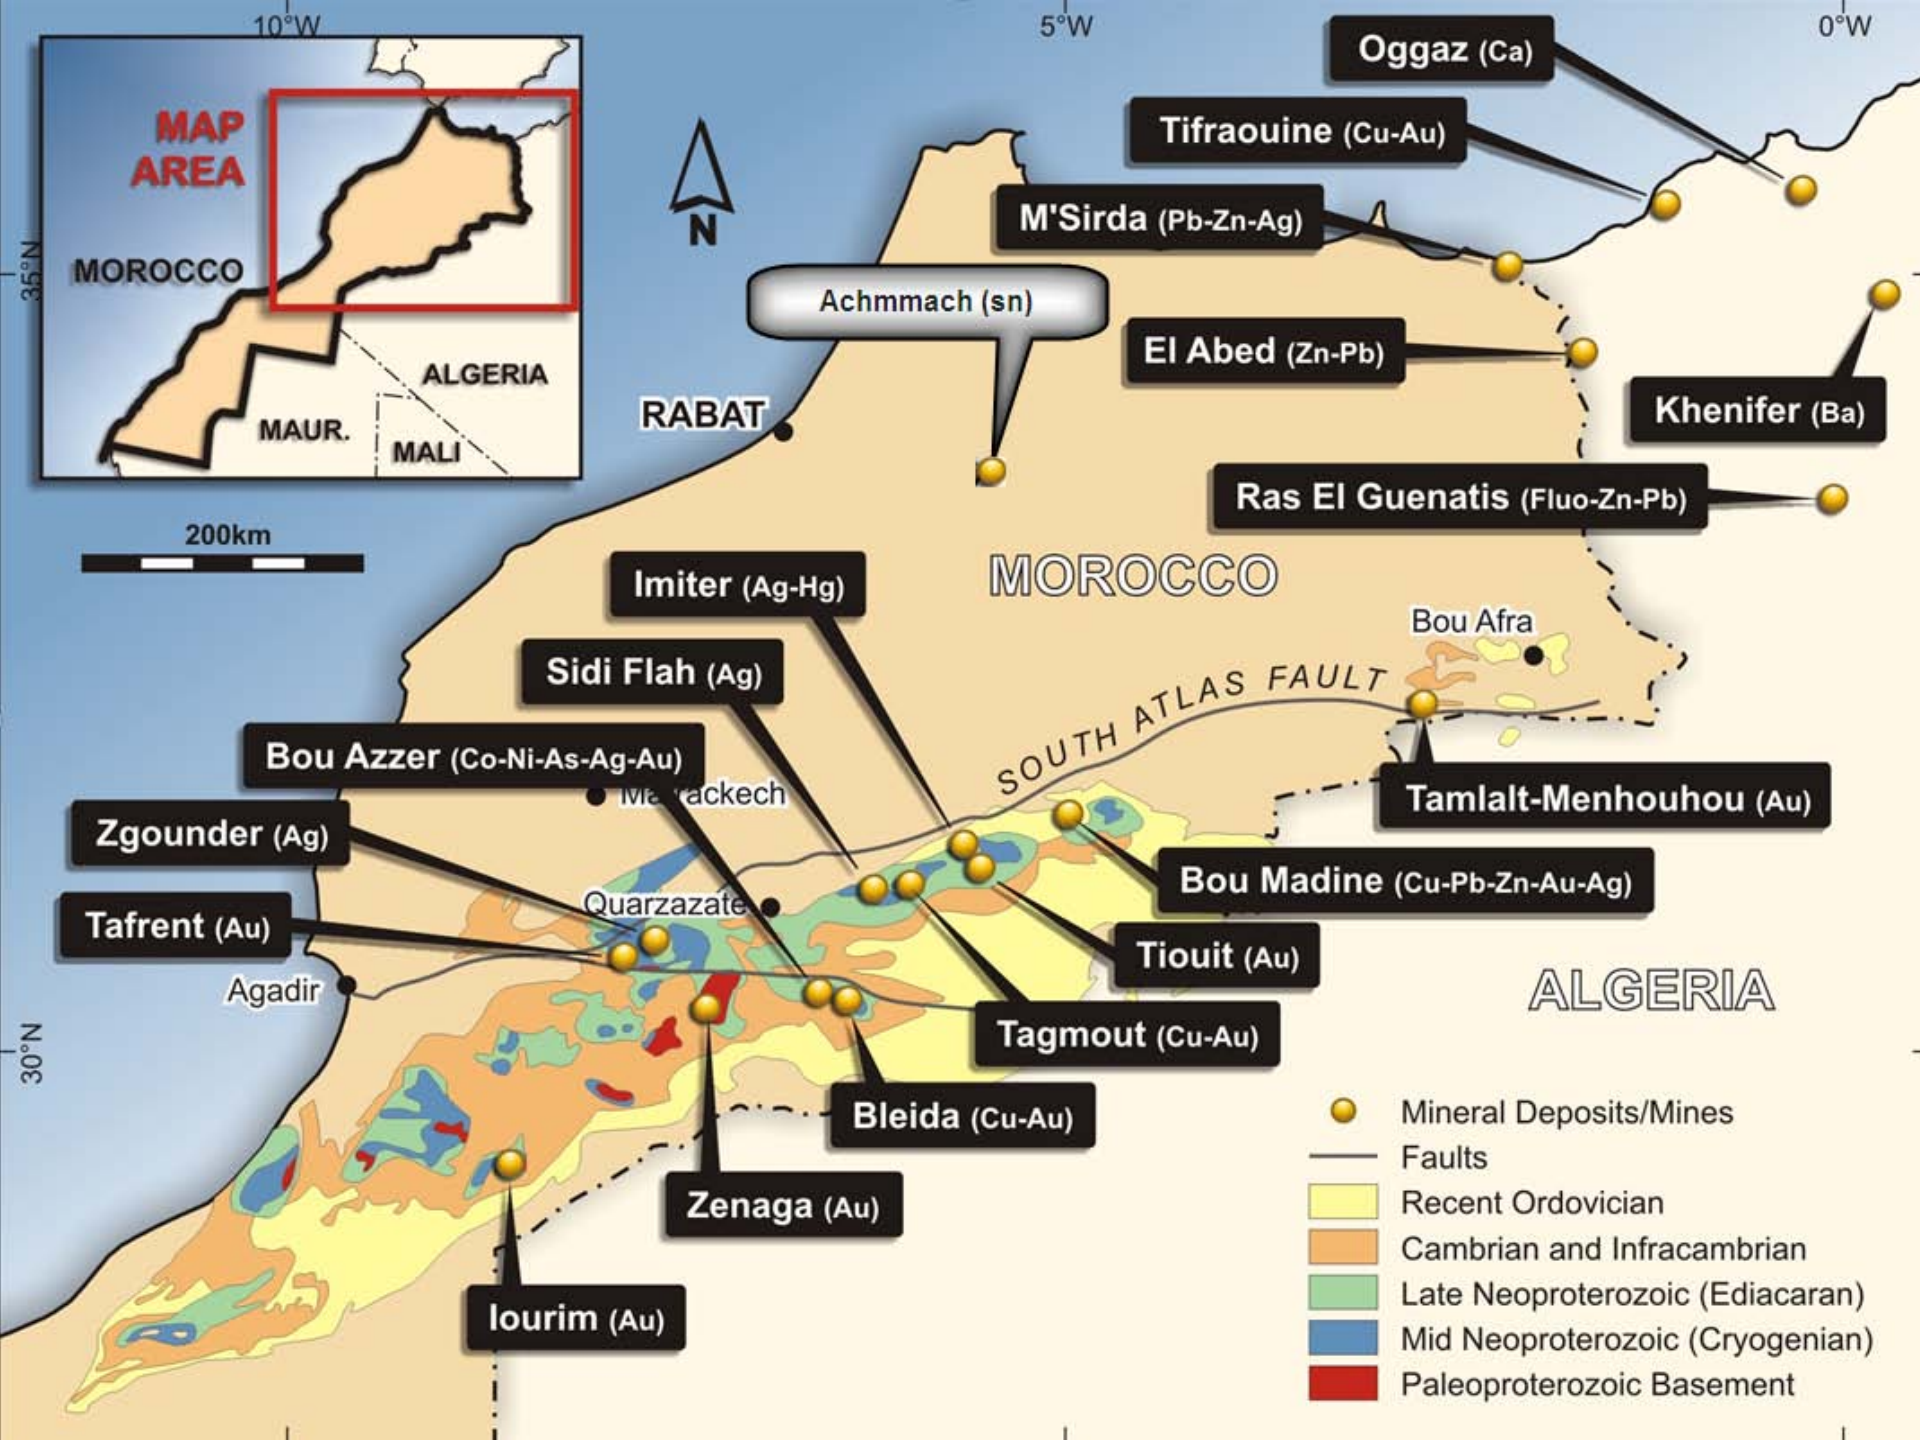 10°W
5°W
0°W
35°N
30°N
MAP
AREA
MOROCCO
ALGERIA
MAUR.
MALI
N
200km
Oggaz (Ca)
Tifraouine (Cu-Au)
M'Sirda (Pb-Zn-Ag)
Achmmach (sn)
El Abed (Zn-Pb)
Khenifer (Ba)
RABAT
Ras El Guenatis (Fluo-Zn-Pb)
MOROCCO
Imiter (Ag-Hg)
Bou Afra
Sidi Flah (Ag)
SOUTH ATLAS FAULT
Bou Azzer (Co-Ni-As-Ag-Au)
Marrackech
Tamlalt-Menhouhou (Au)
Zgounder (Ag)
Bou Madine (Cu-Pb-Zn-Au-Ag)
Quarzazate
Tafrent (Au)
Tiouit (Au)
Agadir
ALGERIA
Tagmout (Cu-Au)
Bleida (Cu-Au)
Zenaga (Au)
Iourim (Au)
Mineral Deposits/Mines
Faults
Recent Ordovician
Cambrian and Infracambrian
Late Neoproterozoic (Ediacaran)
Mid Neoproterozoic (Cryogenian)
Paleoproterozoic Basement